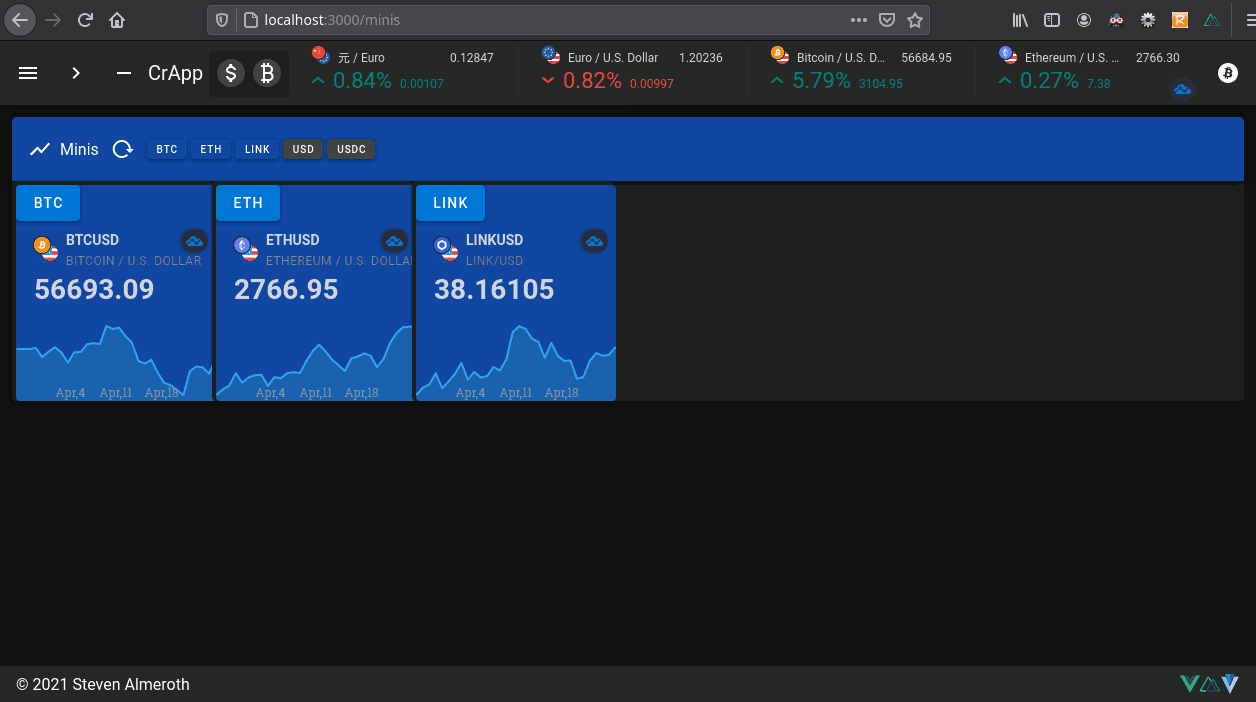 localhost:3000/minis
CrApp
元 / Euro 0.12847
0.84% 0.00107
Euro / U.S. Dollar 1.20236
0.82% 0.00997
Bitcoin / U.S. D... 56684.95
5.79% 3104.95
Ethereum / U.S. ... 2766.30
0.27% 7.38
Minis BTC ETH LINK USD USDC
BTC
BTCUSD
BITCOIN / U.S. DOLLAR
56693.09
Apr,4 Apr,11 Apr,18
ETH
ETHUSD
ETHEREUM / U.S. DOLLA
2766.95
Apr,4 Apr,11 Apr,18
LINK
LINKUSD
LINK/USD
38.16105
Apr,4 Apr,11 Apr,18
© 2021 Steven Almeroth